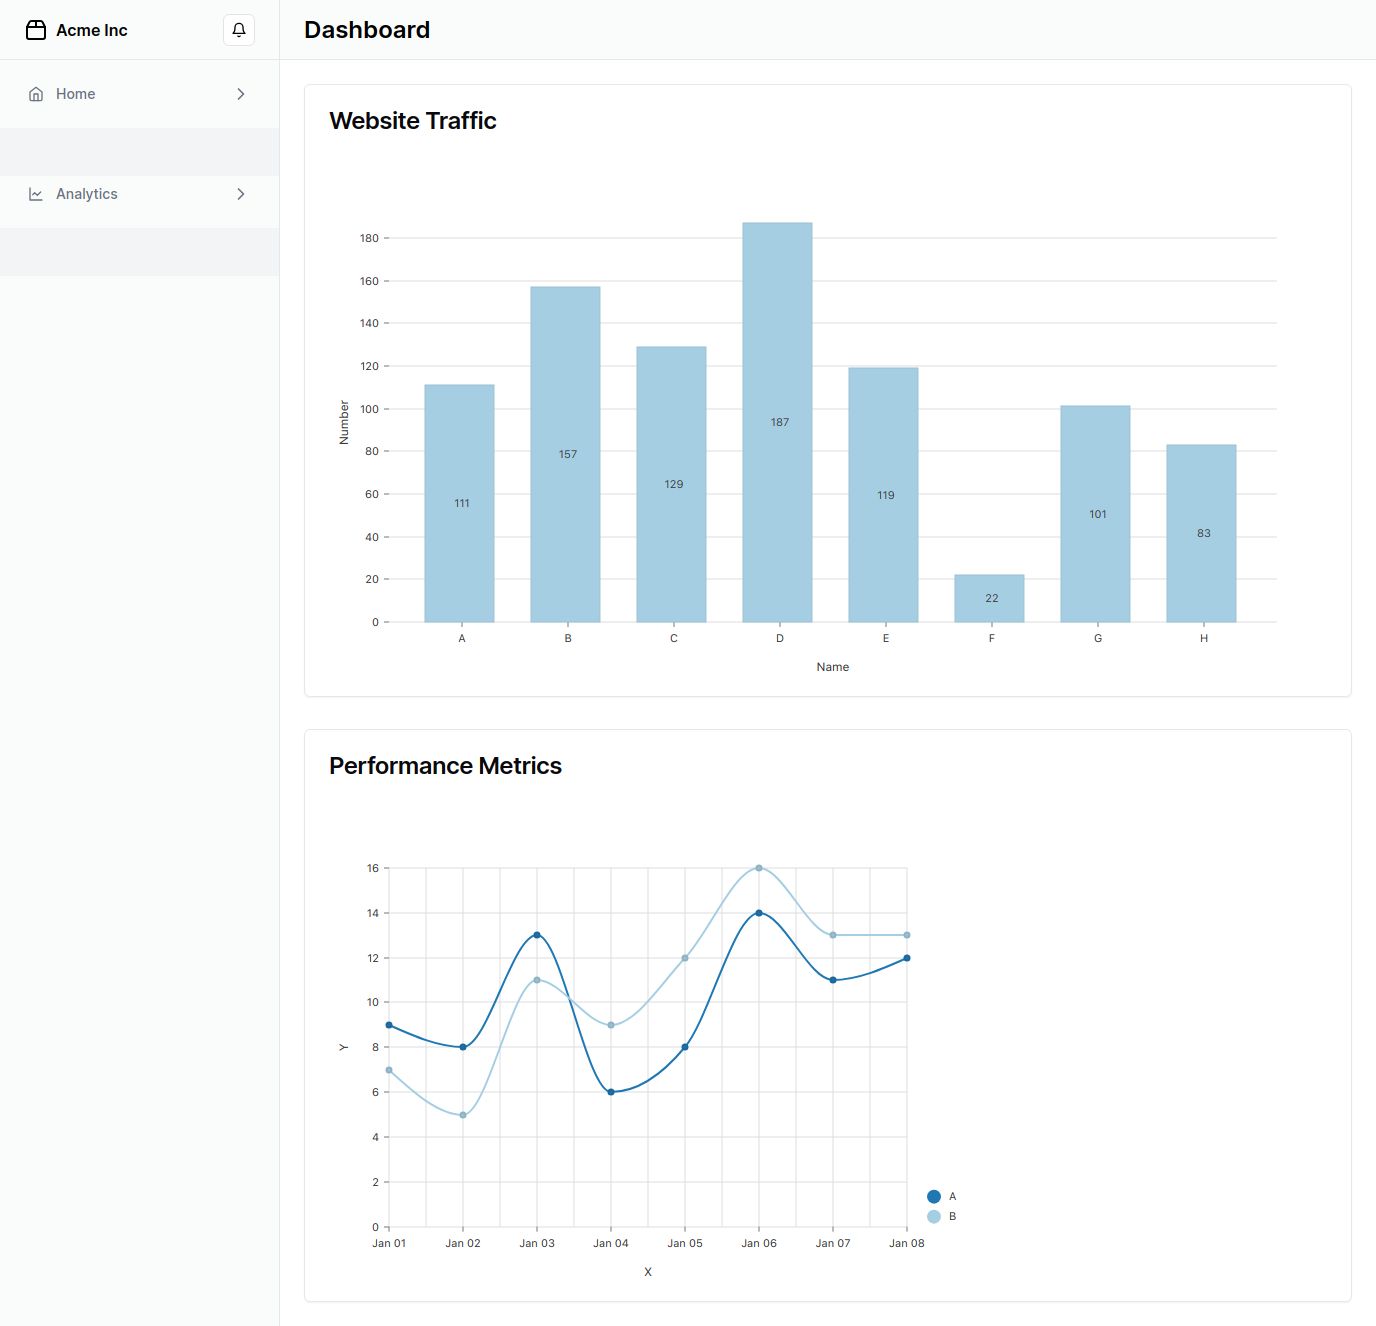 Acme Inc
Dashboard
Home
Analytics
Website Traffic
180
160
140
120
100
80
60
40
20
0
Number
111
157
129
187
119
22
101
83
A B C D E F G H
Name
Performance Metrics
16
14
12
10
8
6
4
2
0
Y
Jan 01 Jan 02 Jan 03 Jan 04 Jan 05 Jan 06 Jan 07 Jan 08
X
A
B